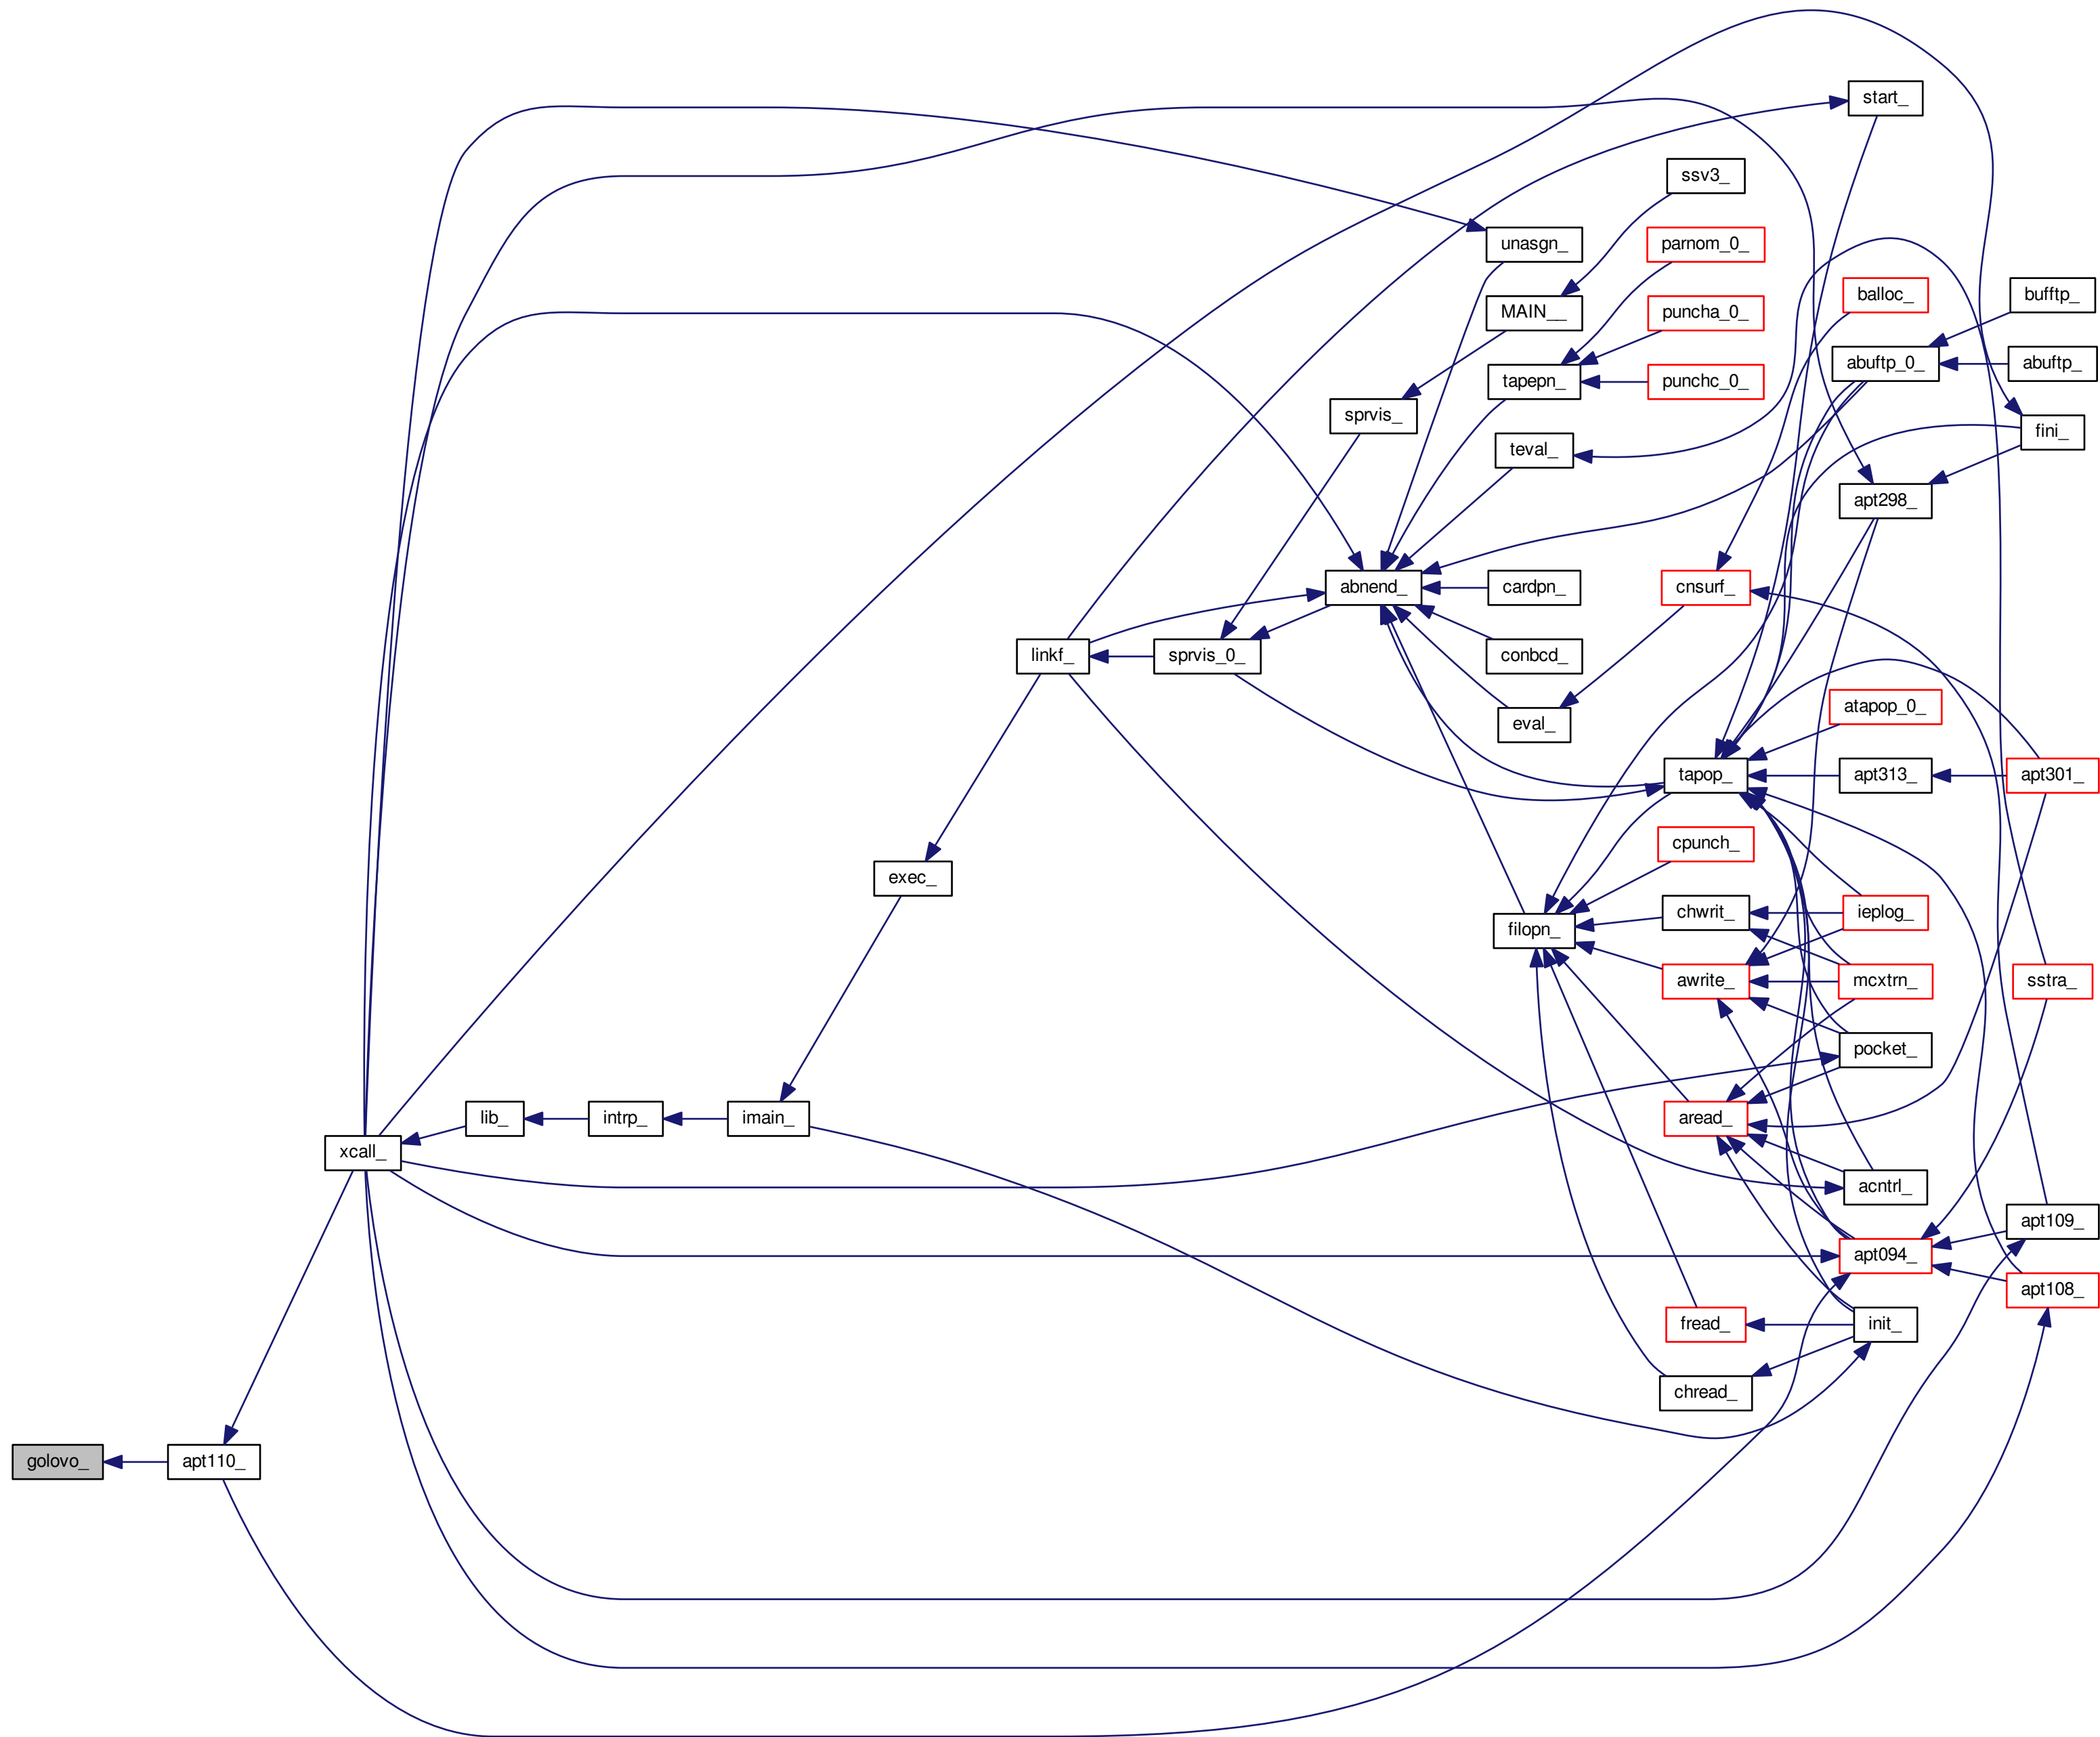 start_
ssv3_
unasgn_
parnom_0_
balloc_
bufftp_
MAIN__
puncha_0_
abuftp_0_
abuftp_
tapepn_
punchc_0_
sprvis_
fini_
teval_
apt298_
abnend_
cardpn_
cnsurf_
linkf_
sprvis_0_
conbcd_
eval_
atapop_0_
tapop_
apt313_
apt301_
cpunch_
exec_
chwrit_
ieplog_
filopn_
awrite_
mcxtrn_
sstra_
pocket_
lib_
intrp_
imain_
aread_
xcall_
acntrl_
apt109_
apt094_
apt108_
fread_
init_
chread_
golovo_
apt110_